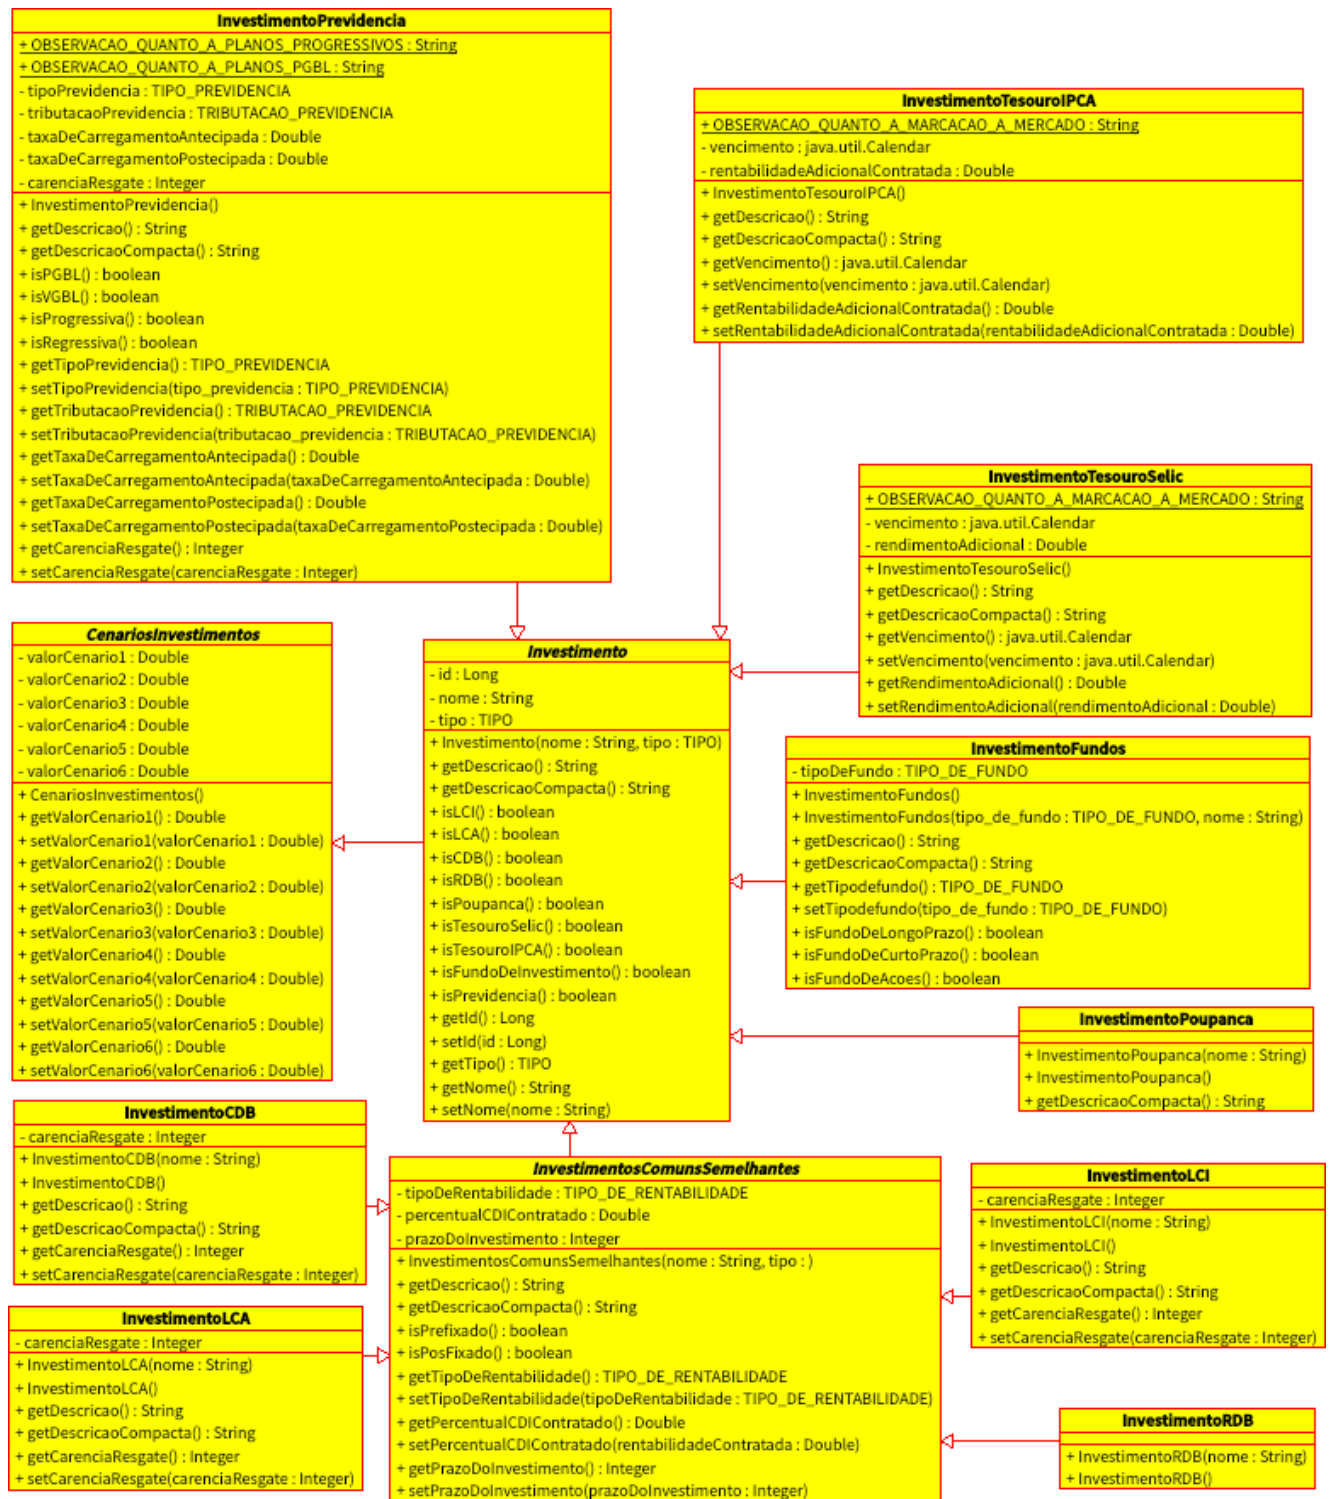 InvestimentoPrevidencia
+ OBSERVACAO_QUANTO_A_PLANOS_PROGRESSIVOS : String
+ OBSERVACAO_QUANTO_A_PLANOS_PGBL : String
- tipoPrevidencia : TIPO_PREVIDENCIA
- tributacaoPrevidencia : TRIBUTACAO_PREVIDENCIA
- taxaDeCarregamentoAntecipada : Double
- taxaDeCarregamentoPostecipada : Double
- carenciaResgate : Integer
+ InvestimentoPrevidencia()
+ getDescricao() : String
+ getDescricaoCompacta() : String
+ isPGBL() : boolean
+ isVGBL() : boolean
+ isProgressiva() : boolean
+ isRegressiva() : boolean
+ getTipoPrevidencia() : TIPO_PREVIDENCIA
+ setTipoPrevidencia(tipo_previdencia : TIPO_PREVIDENCIA)
+ getTributacaoPrevidencia() : TRIBUTACAO_PREVIDENCIA
+ setTributacaoPrevidencia(tributacao_previdencia : TRIBUTACAO_PREVIDENCIA)
+ getTaxaDeCarregamentoAntecipada() : Double
+ setTaxaDeCarregamentoAntecipada(taxaDeCarregamentoAntecipada : Double)
+ getTaxaDeCarregamentoPostecipada() : Double
+ setTaxaDeCarregamentoPostecipada(taxaDeCarregamentoPostecipada : Double)
+ getCarenciaResgate() : Integer
+ setCarenciaResgate(carenciaResgate : Integer)
InvestimentoTesouroIPCA
+ OBSERVACAO_QUANTO_A_MARCACAO_A_MERCADO : String
- vencimento : java.util.Calendar
- rentabilidadeAdicionalContratada : Double
+ InvestimentoTesouroIPCA()
+ getDescricao() : String
+ getDescricaoCompacta() : String
+ getVencimento() : java.util.Calendar
+ setVencimento(vencimento : java.util.Calendar)
+ getRentabilidadeAdicionalContratada() : Double
+ setRentabilidadeAdicionalContratada(rentabilidadeAdicionalContratada : Double)
InvestimentoTesouroSelic
+ OBSERVACAO_QUANTO_A_MARCACAO_A_MERCADO : String
- vencimento : java.util.Calendar
- rendimentoAdicional : Double
+ InvestimentoTesouroSelic()
+ getDescricao() : String
+ getDescricaoCompacta() : String
+ getVencimento() : java.util.Calendar
+ setVencimento(vencimento : java.util.Calendar)
+ getRendimentoAdicional() : Double
+ setRendimentoAdicional(rendimentoAdicional : Double)
CenariosInvestimentos
- valorCenario1 : Double
- valorCenario2 : Double
- valorCenario3 : Double
- valorCenario4 : Double
- valorCenario5 : Double
- valorCenario6 : Double
+ CenariosInvestimentos()
+ getValorCenario1() : Double
+ setValorCenario1(valorCenario1 : Double)
+ getValorCenario2() : Double
+ setValorCenario2(valorCenario2 : Double)
+ getValorCenario3() : Double
+ setValorCenario3(valorCenario3 : Double)
+ getValorCenario4() : Double
+ setValorCenario4(valorCenario4 : Double)
+ getValorCenario5() : Double
+ setValorCenario5(valorCenario5 : Double)
+ getValorCenario6() : Double
+ setValorCenario6(valorCenario6 : Double)
Investimento
- id : Long
- nome : String
- tipo : TIPO
+ Investimento(nome : String, tipo : TIPO)
+ getDescricao() : String
+ getDescricaoCompacta() : String
+ isLCI() : boolean
+ isLCA() : boolean
+ isCDB() : boolean
+ isRDB() : boolean
+ isPoupanca() : boolean
+ isTesouroSelic() : boolean
+ isTesouroIPCA() : boolean
+ isFundoDeInvestimento() : boolean
+ isPrevidencia() : boolean
+ getId() : Long
+ setId(id : Long)
+ getTipo() : TIPO
+ getNome() : String
+ setNome(nome : String)
InvestimentoFundos
- tipoDeFundo : TIPO_DE_FUNDO
+ InvestimentoFundos()
+ InvestimentoFundos(tipo_de_fundo : TIPO_DE_FUNDO, nome : String)
+ getDescricao() : String
+ getDescricaoCompacta() : String
+ getTipodefundo() : TIPO_DE_FUNDO
+ setTipodefundo(tipo_de_fundo : TIPO_DE_FUNDO)
+ isFundoDeLongoPrazo() : boolean
+ isFundoDeCurtoPrazo() : boolean
+ isFundoDeAcoes() : boolean
InvestimentoPoupanca
+ InvestimentoPoupanca(nome : String)
+ InvestimentoPoupanca()
+ getDescricaoCompacta() : String
InvestimentoCDB
- carenciaResgate : Integer
+ InvestimentoCDB(nome : String)
+ InvestimentoCDB()
+ getDescricao() : String
+ getDescricaoCompacta() : String
+ getCarenciaResgate() : Integer
+ setCarenciaResgate(carenciaResgate : Integer)
InvestimentosComunsSemelhantes
- tipoDeRentabilidade : TIPO_DE_RENTABILIDADE
- percentualCDIContratado : Double
- prazoDoInvestimento : Integer
+ InvestimentosComunsSemelhantes(nome : String, tipo : )
+ getDescricao() : String
+ getDescricaoCompacta() : String
+ isPrefixado() : boolean
+ isPosFixado() : boolean
+ getTipoDeRentabilidade() : TIPO_DE_RENTABILIDADE
+ setTipoDeRentabilidade(tipoDeRentabilidade : TIPO_DE_RENTABILIDADE)
+ getPercentualCDIContratado() : Double
+ setPercentualCDIContratado(rentabilidadeContratada : Double)
+ getPrazoDoInvestimento() : Integer
+ setPrazoDoInvestimento(prazoDoInvestimento : Integer)
InvestimentoLCI
- carenciaResgate : Integer
+ InvestimentoLCI(nome : String)
+ InvestimentoLCI()
+ getDescricao() : String
+ getDescricaoCompacta() : String
+ getCarenciaResgate() : Integer
+ setCarenciaResgate(carenciaResgate : Integer)
InvestimentoLCA
- carenciaResgate : Integer
+ InvestimentoLCA(nome : String)
+ InvestimentoLCA()
+ getDescricao() : String
+ getDescricaoCompacta() : String
+ getCarenciaResgate() : Integer
+ setCarenciaResgate(carenciaResgate : Integer)
InvestimentoRDB
+ InvestimentoRDB(nome : String)
+ InvestimentoRDB()